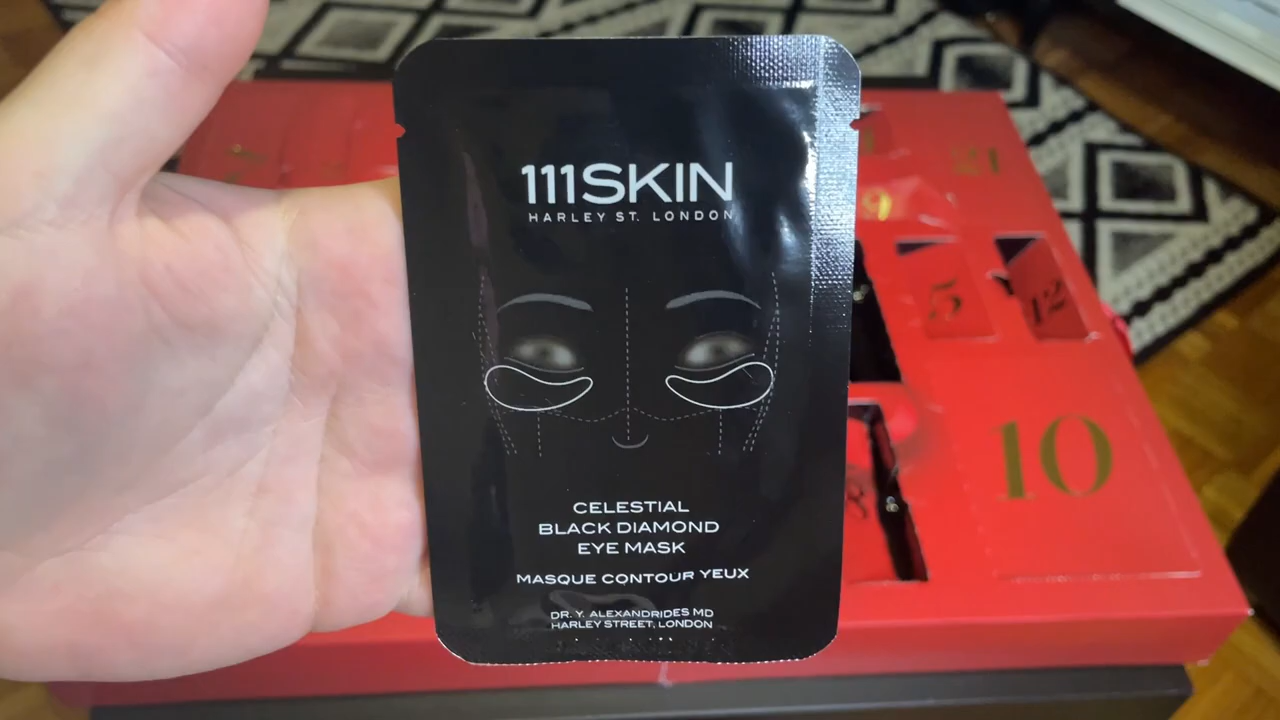 111SKIN
HARLEY ST. LONDON
CELESTIAL
BLACK DIAMOND
EYE MASK
MASQUE CONTOUR YEUX
DR. Y. ALEXANDRIDES MD
HARLEY STREET, LONDON
21
9
5
12
10